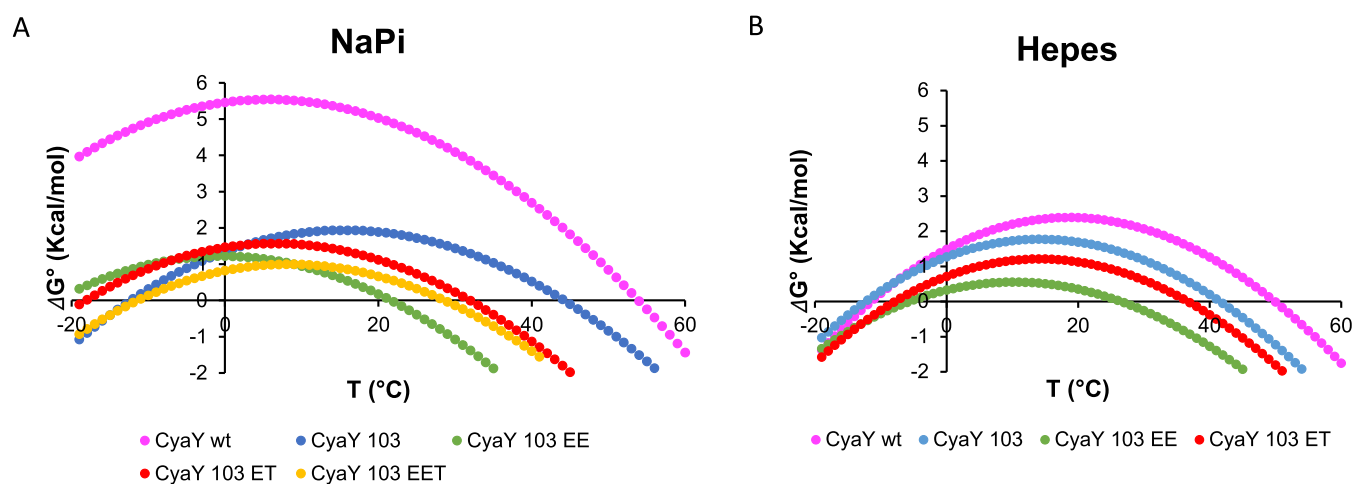 A
NaPi
6
5
4
3
2
1
0
-1
-2
-20
0
20
40
60
ΔG° (Kcal/mol)
T (°C)
CyaY wt
CyaY 103
CyaY 103 EE
CyaY 103 ET
CyaY 103 EET
B
Hepes
6
5
4
3
2
1
0
-1
-2
-20
0
20
40
60
ΔG° (Kcal/mol)
T (°C)
CyaY wt
CyaY 103
CyaY 103 EE
CyaY 103 ET